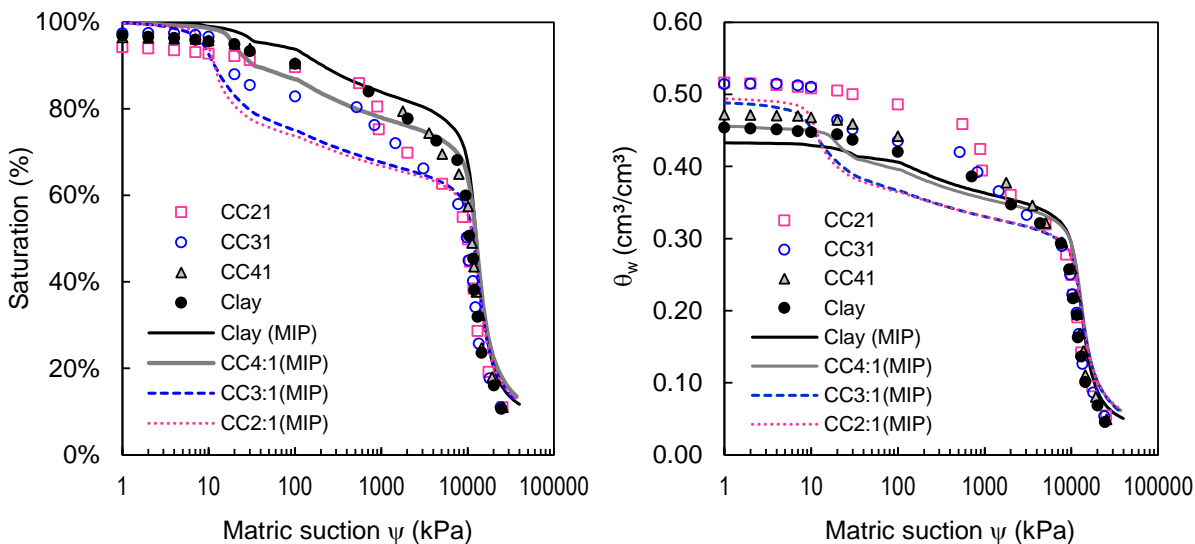 100%
80%
60%
40%
20%
0%
Saturation (%)
CC21
CC31
CC41
Clay
Clay (MIP)
CC4:1(MIP)
CC3:1(MIP)
CC2:1(MIP)
1
10
100
1000
10000
100000
Matric suction ψ (kPa)
0.60
0.50
0.40
0.30
0.20
0.10
0.00
θ_w (cm³/cm³)
CC21
CC31
CC41
Clay
Clay (MIP)
CC4:1(MIP)
CC3:1(MIP)
CC2:1(MIP)
1
10
100
1000
10000
100000
Matric suction ψ (kPa)